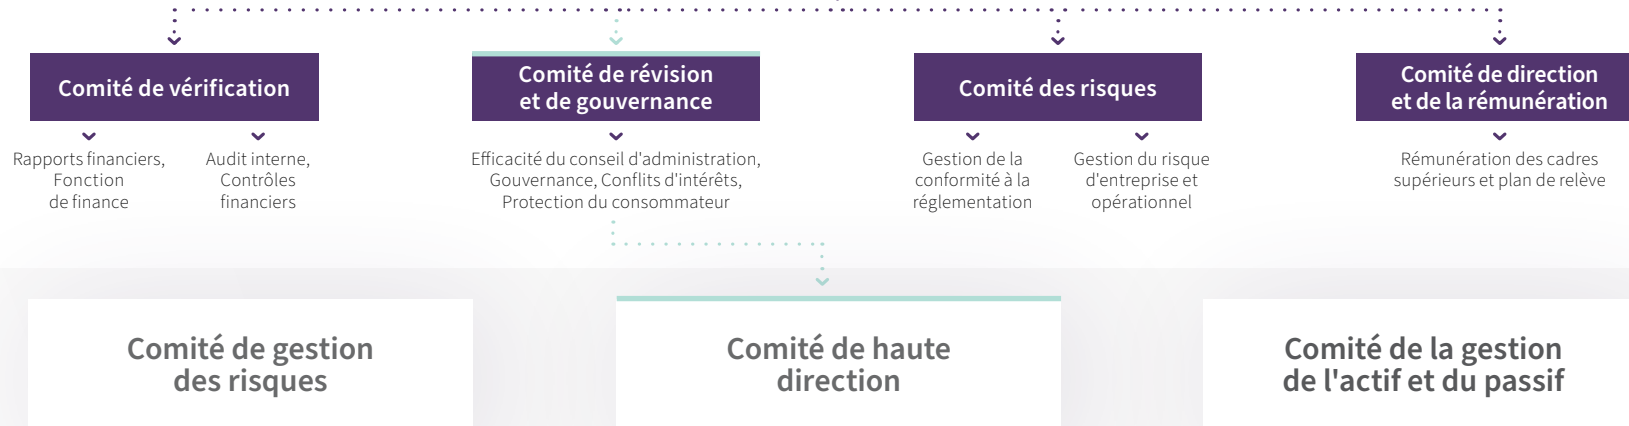 Comité de vérification
Comité de révision
et de gouvernance
Comité des risques
Comité de direction
et de la rémunération
Rapports financiers,
Fonction
de finance
Audit interne,
Contrôles
financiers
Efficacité du conseil d'administration,
Gouvernance, Conflits d'intérêts,
Protection du consommateur
Gestion de la
conformité à la
réglementation
Gestion du risque
d'entreprise et
opérationnel
Rémunération des cadres
supérieurs et plan de relève
Comité de gestion
des risques
Comité de haute
direction
Comité de la gestion
de l'actif et du passif